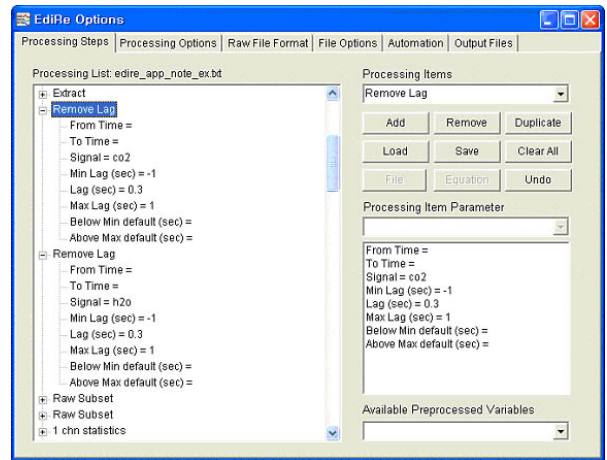 EdiRe Options
Processing Steps
Processing Options
Raw File Format
File Options
Automation
Output Files
Processing List: edire_app_note_ex.txt
Extract
Remove Lag
From Time =
To Time =
Signal = co2
Min Lag (sec) = -1
Lag (sec) = 0.3
Max Lag (sec) = 1
Below Min default (sec) =
Above Max default (sec) =
Remove Lag
From Time =
To Time =
Signal = h2o
Min Lag (sec) = -1
Lag (sec) = 0.3
Max Lag (sec) = 1
Below Min default (sec) =
Above Max default (sec) =
Raw Subset
Raw Subset
1 chn statistics
Processing Items
Remove Lag
Add
Remove
Duplicate
Load
Save
Clear All
File
Equation
Undo
Processing Item Parameter
From Time =
To Time =
Signal = co2
Min Lag (sec) = -1
Lag (sec) = 0.3
Max Lag (sec) = 1
Below Min default (sec) =
Above Max default (sec) =
Available Preprocessed Variables